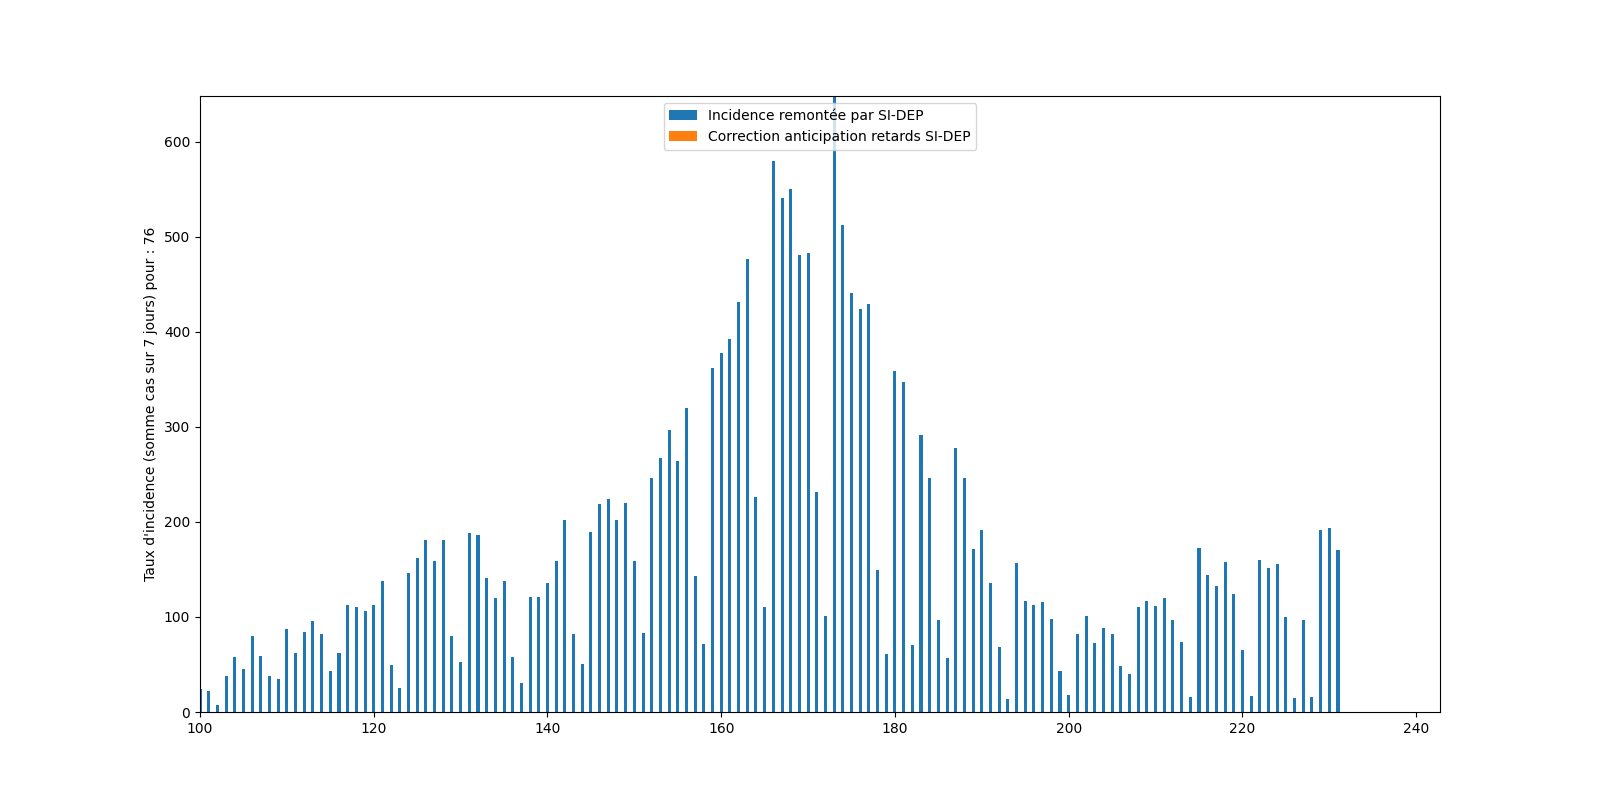 Incidence remontée par SI-DEP
Correction anticipation retards SI-DEP
Taux d'incidence (somme cas sur 7 jours) pour : 76
600
500
400
300
200
100
0
100 120 140 160 180 200 220 240